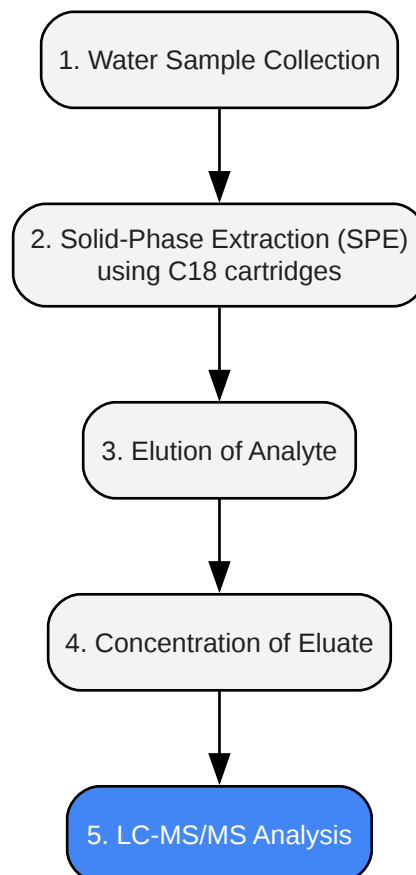 1. Water Sample Collection
2. Solid-Phase Extraction (SPE)
using C18 cartridges
3. Elution of Analyte
4. Concentration of Eluate
5. LC-MS/MS Analysis